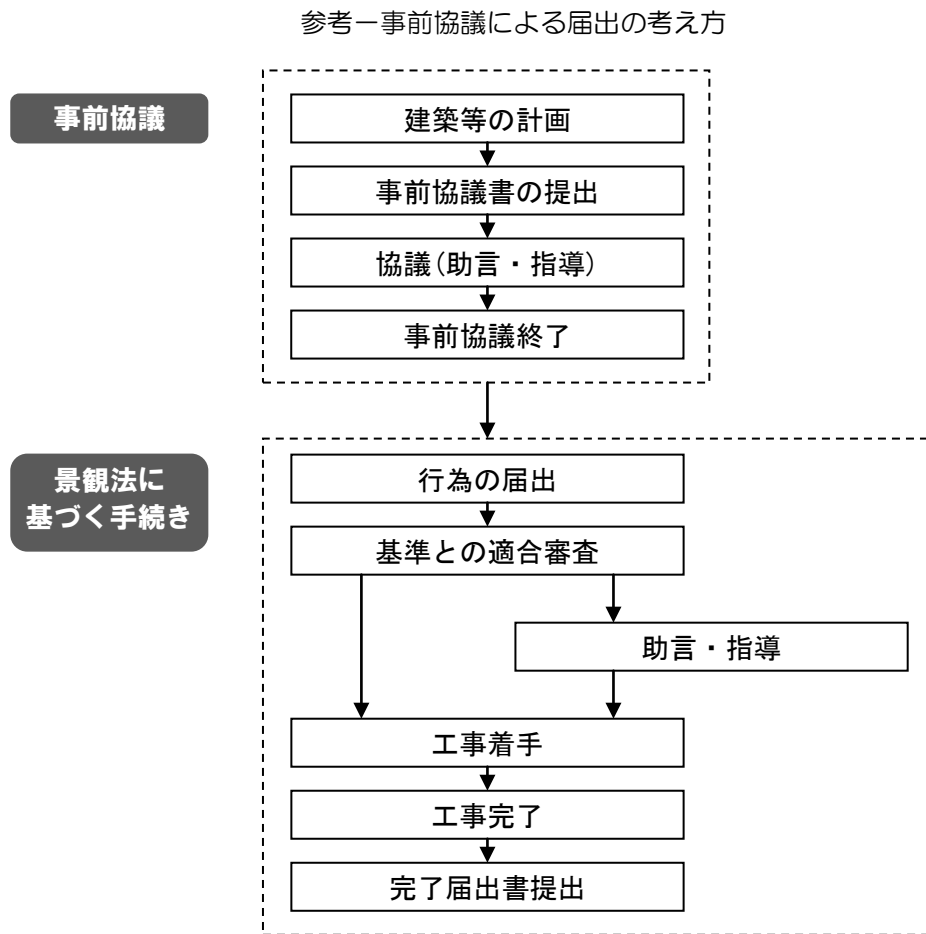 参考－事前協議による届出の考え方
事前協議
建築等の計画
事前協議書の提出
協議(助言・指導)
事前協議終了
景観法に
基づく手続き
行為の届出
基準との適合審査
助言・指導
工事着手
工事完了
完了届出書提出